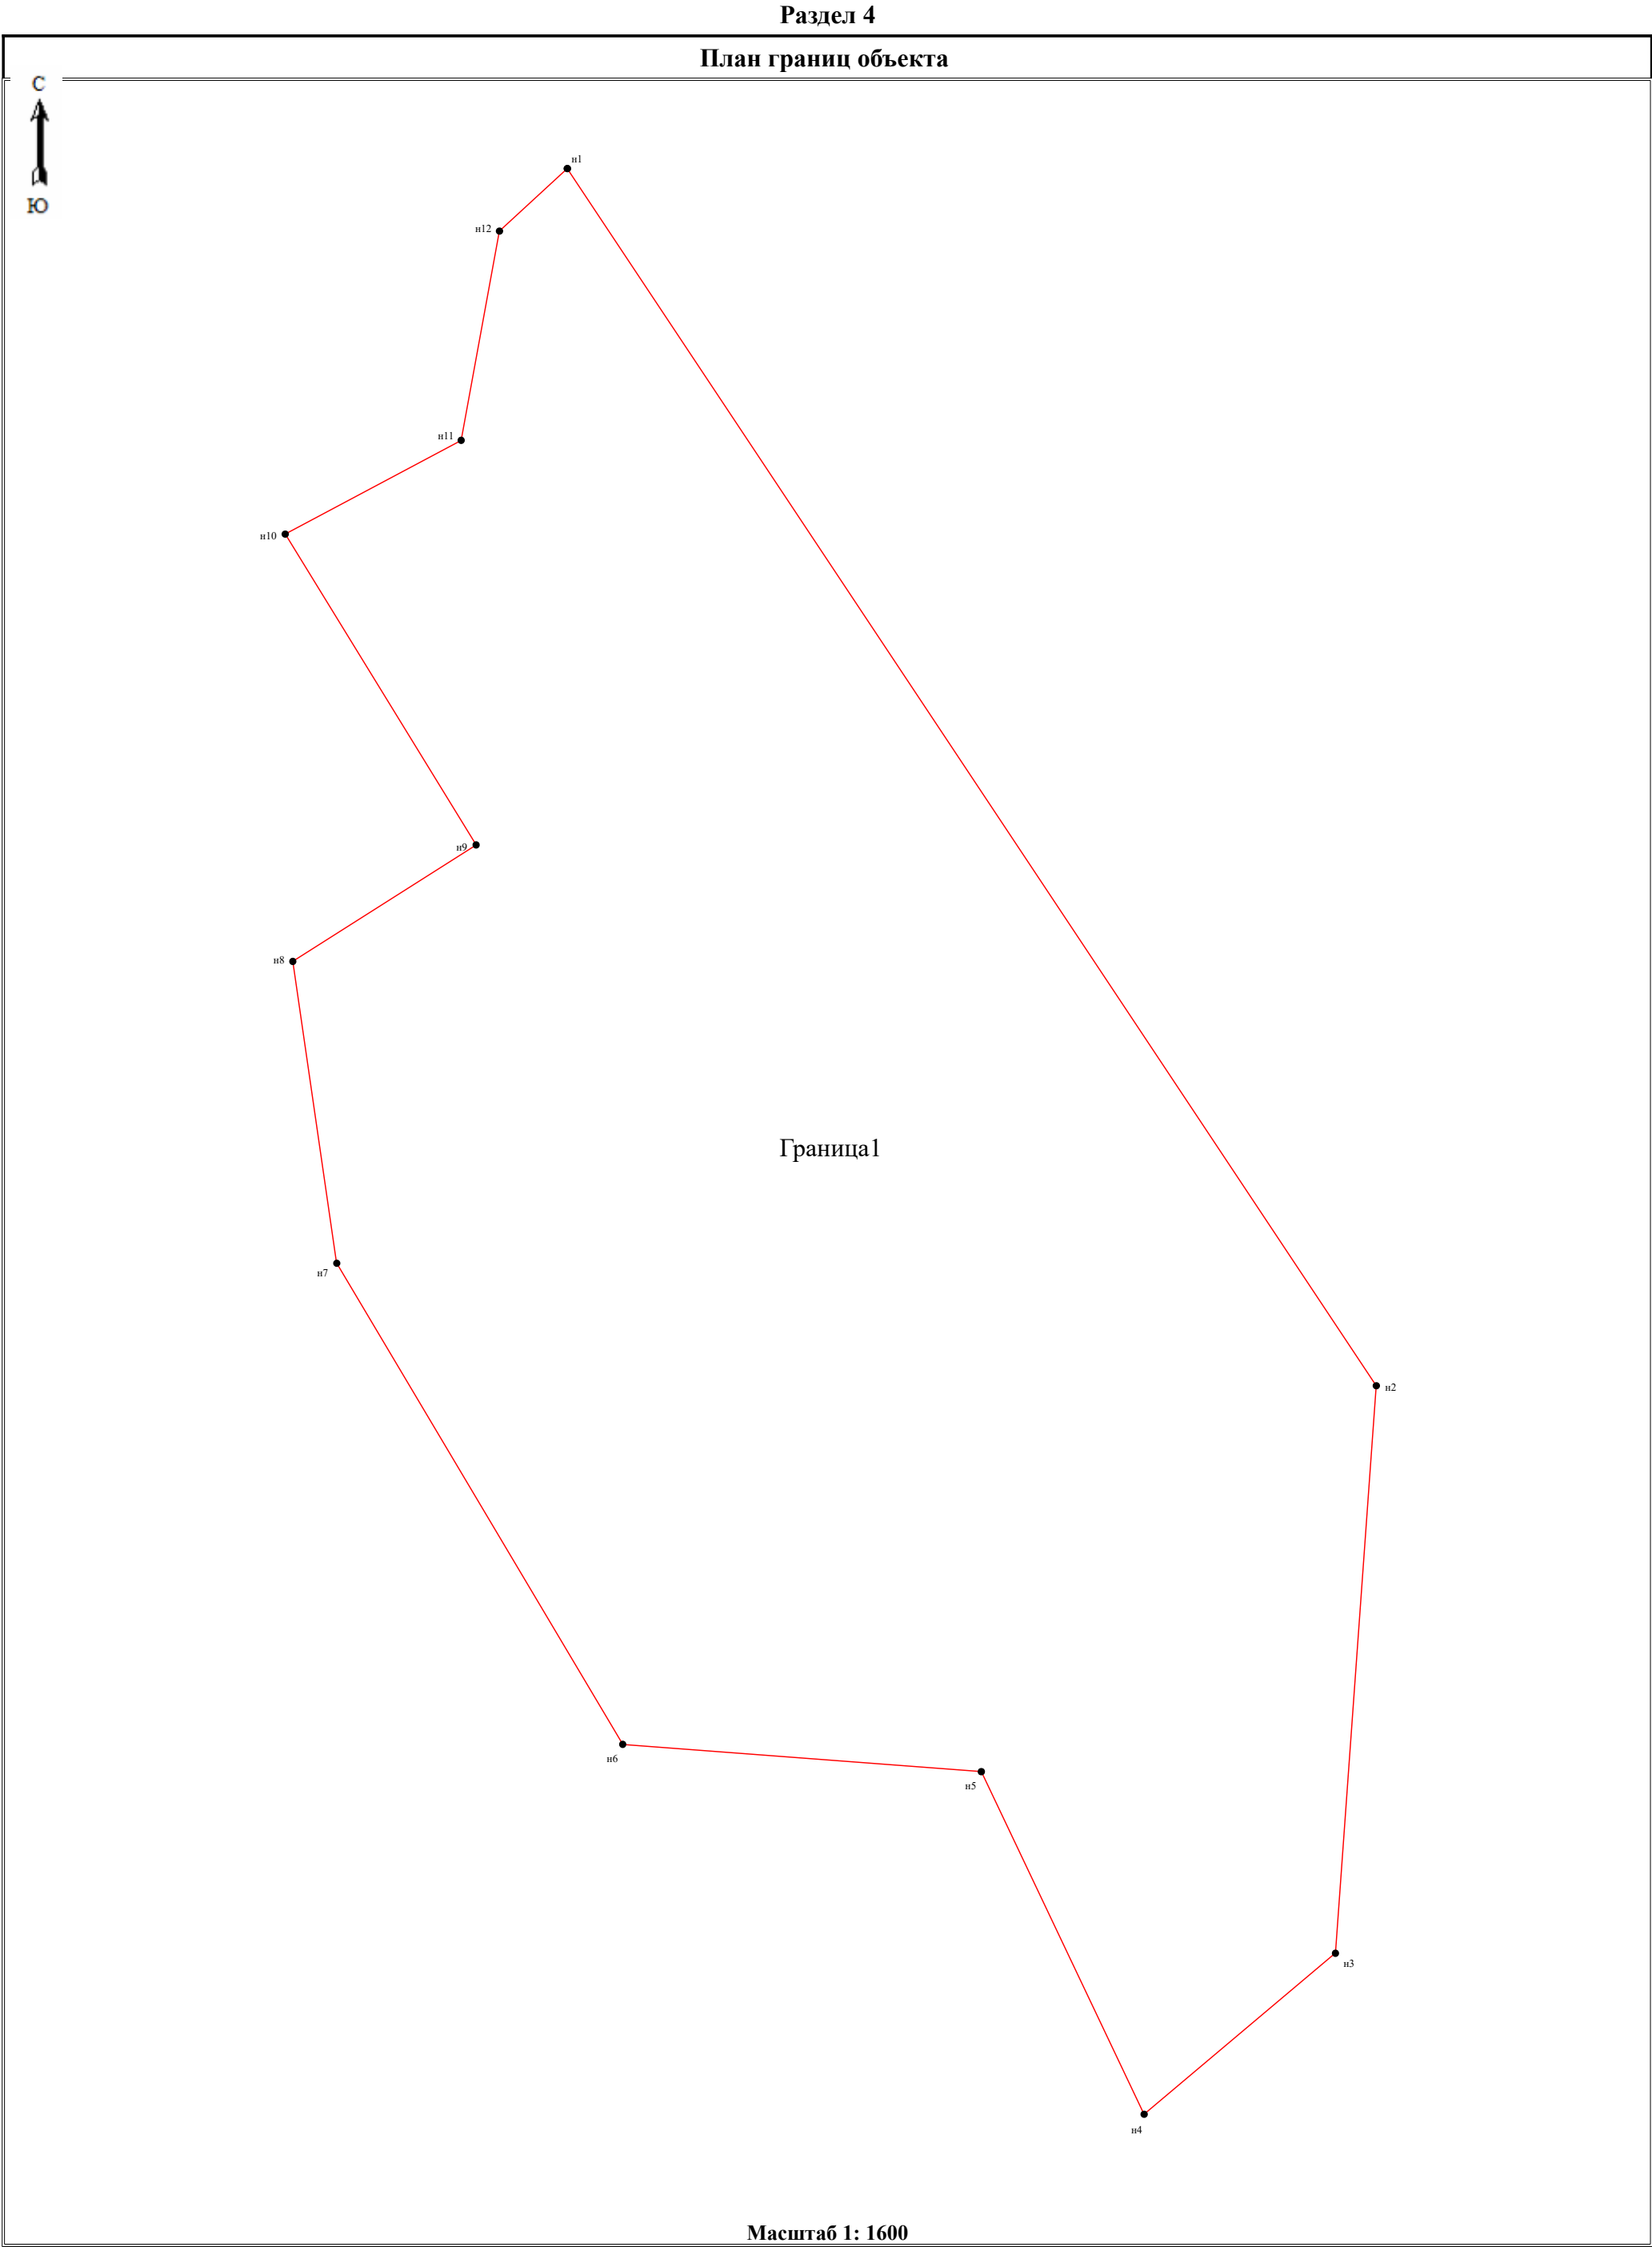 Раздел 4
План границ объекта
С
Ю
н1
н12
н11
н10
н9
н8
Граница1
н7
н2
н6
н5
н3
н4
Масштаб 1: 1600